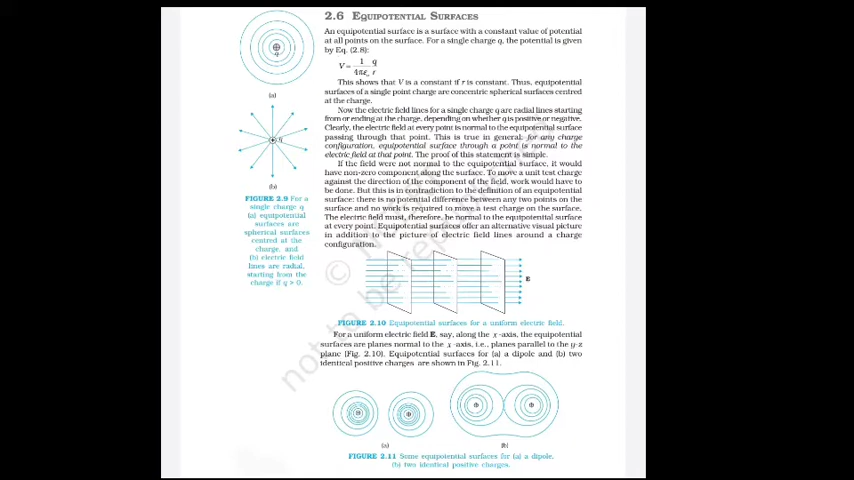 2.6 EQUIPOTENTIAL SURFACES
An equipotential surface is a surface with a constant value of potential
at all points on the surface. For a single charge q, the potential is given
by Eq. (2.8):
V = 1/4πε₀ q/r
This shows that V is a constant if r is constant. Thus, equipotential
surfaces of a single point charge are concentric spherical surfaces centred
at the charge.
Now the electric field lines for a single charge q are radial lines starting
from or ending at the charge, depending on whether q is positive or negative.
Clearly, the electric field at every point is normal to the equipotential surface
passing through that point. This is true in general: for any charge
configuration, equipotential surface through a point is normal to the
electric field at that point. The proof of this statement is simple.
If the field were not normal to the equipotential surface, it would
have non-zero component along the surface. To move a unit test charge
against the direction of the component of the field, work would have to
be done. But this is in contradiction to the definition of an equipotential
surface: there is no potential difference between any two points on the
surface and no work is required to move a test charge on the surface.
The electric field must, therefore, be normal to the equipotential surface
at every point. Equipotential surfaces offer an alternative visual picture
in addition to the picture of electric field lines around a charge
configuration.
q
(a)
q
(b)
FIGURE 2.9 For a
single charge q
(a) equipotential
surfaces are
spherical surfaces
centred at the
charge, and
(b) electric field
lines are radial,
starting from the
charge if q > 0.
E
FIGURE 2.10 Equipotential surfaces for a uniform electric field.
For a uniform electric field E, say, along the x-axis, the equipotential
surfaces are planes normal to the x-axis, i.e., planes parallel to the y-z
plane (Fig. 2.10). Equipotential surfaces for (a) a dipole and (b) two
identical positive charges are shown in Fig. 2.11.
(a) (b)
FIGURE 2.11 Some equipotential surfaces for (a) a dipole,
(b) two identical positive charges.
© N
not to be rep